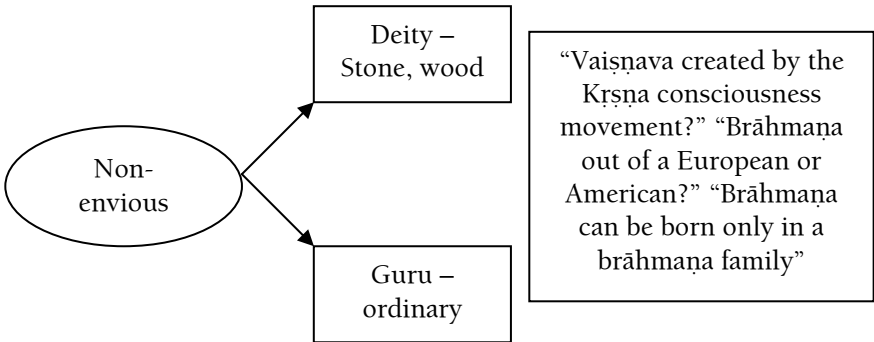 Non-
envious
Deity –
Stone, wood
Guru –
ordinary
“Vaiṣṇava created by the
Kṛṣṇa consciousness
movement?” “Brāhmaṇa
out of a European or
American?” “Brāhmaṇa
can be born only in a
brāhmaṇa family”